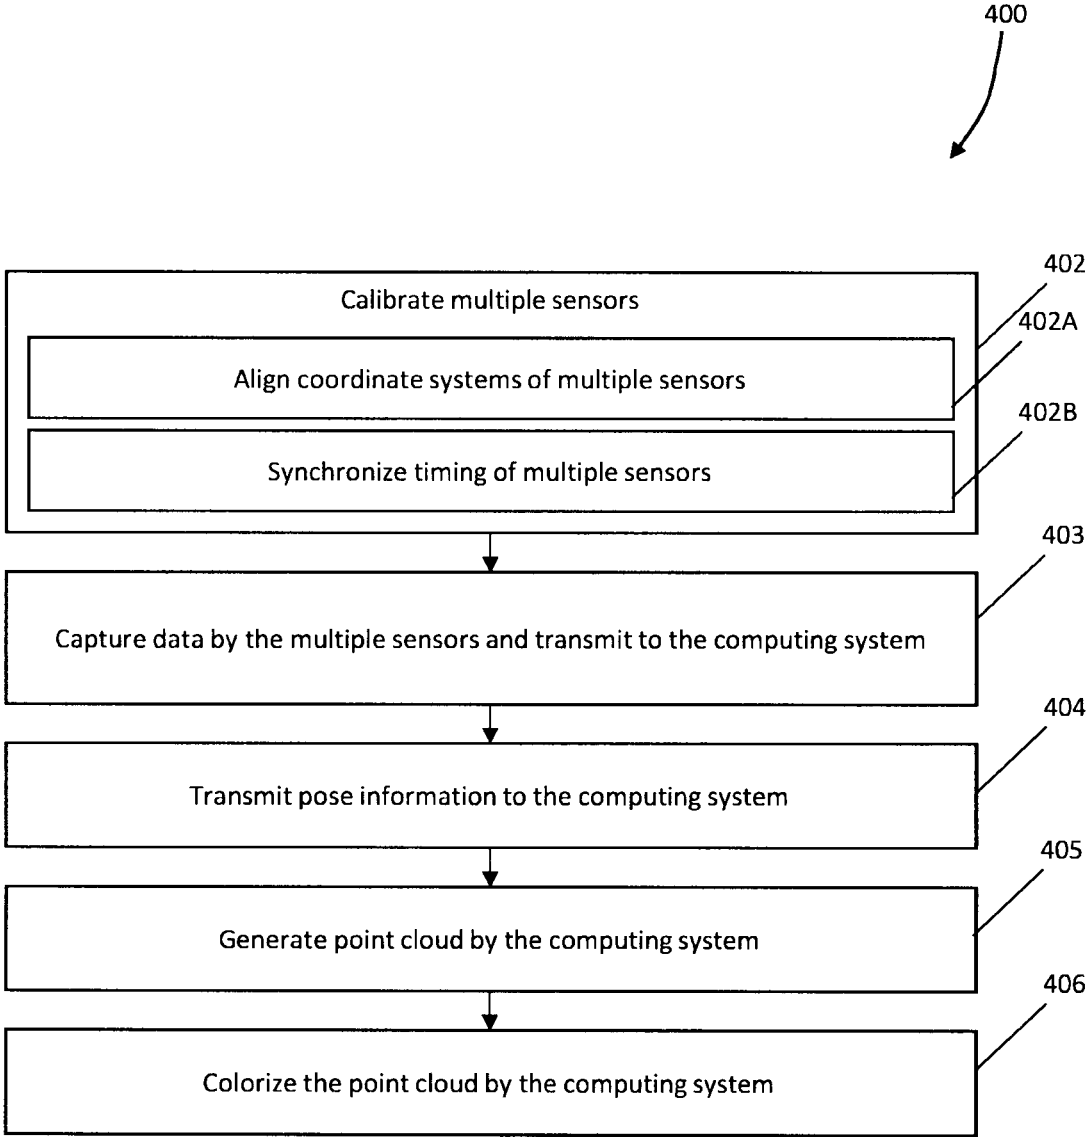 400
Calibrate multiple sensors
402
Align coordinate systems of multiple sensors
402A
Synchronize timing of multiple sensors
402B
Capture data by the multiple sensors and transmit to the computing system
403
Transmit pose information to the computing system
404
Generate point cloud by the computing system
405
Colorize the point cloud by the computing system
406